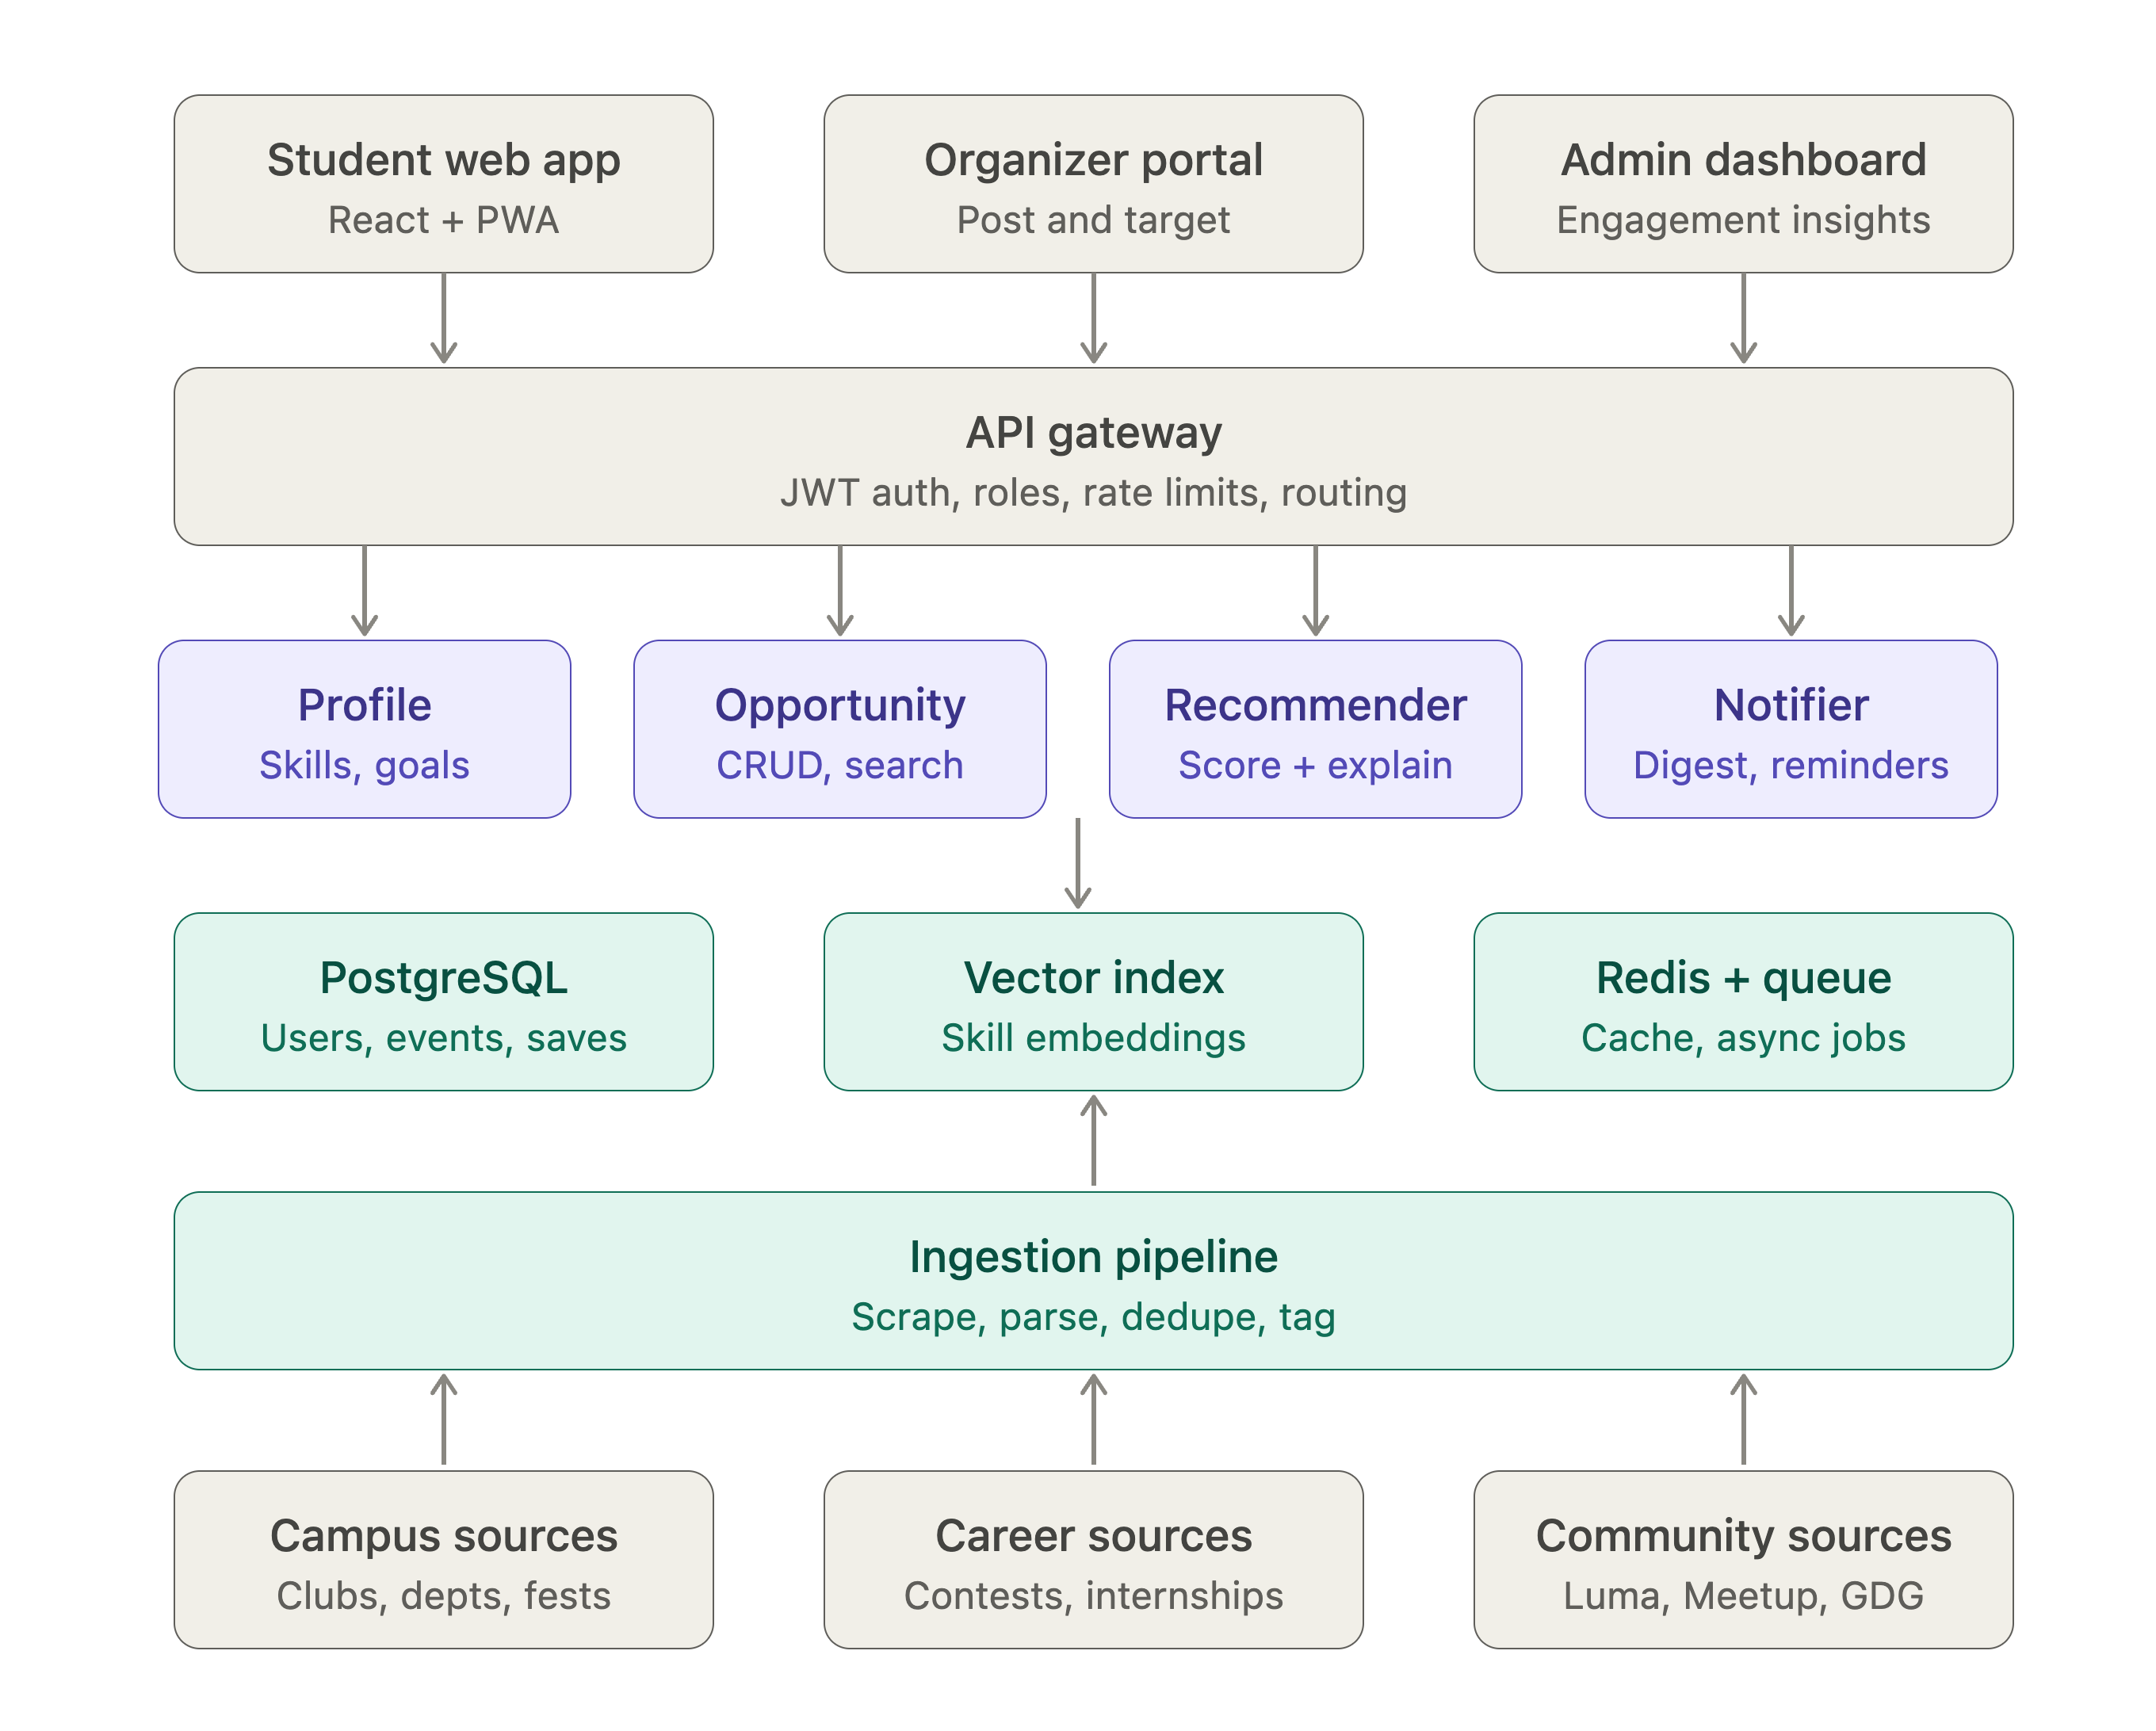 Student web app
React + PWA
Organizer portal
Post and target
Admin dashboard
Engagement insights
API gateway
JWT auth, roles, rate limits, routing
Profile
Skills, goals
Opportunity
CRUD, search
Recommender
Score + explain
Notifier
Digest, reminders
PostgreSQL
Users, events, saves
Vector index
Skill embeddings
Redis + queue
Cache, async jobs
Ingestion pipeline
Scrape, parse, dedupe, tag
Campus sources
Clubs, depts, fests
Career sources
Contests, internships
Community sources
Luma, Meetup, GDG